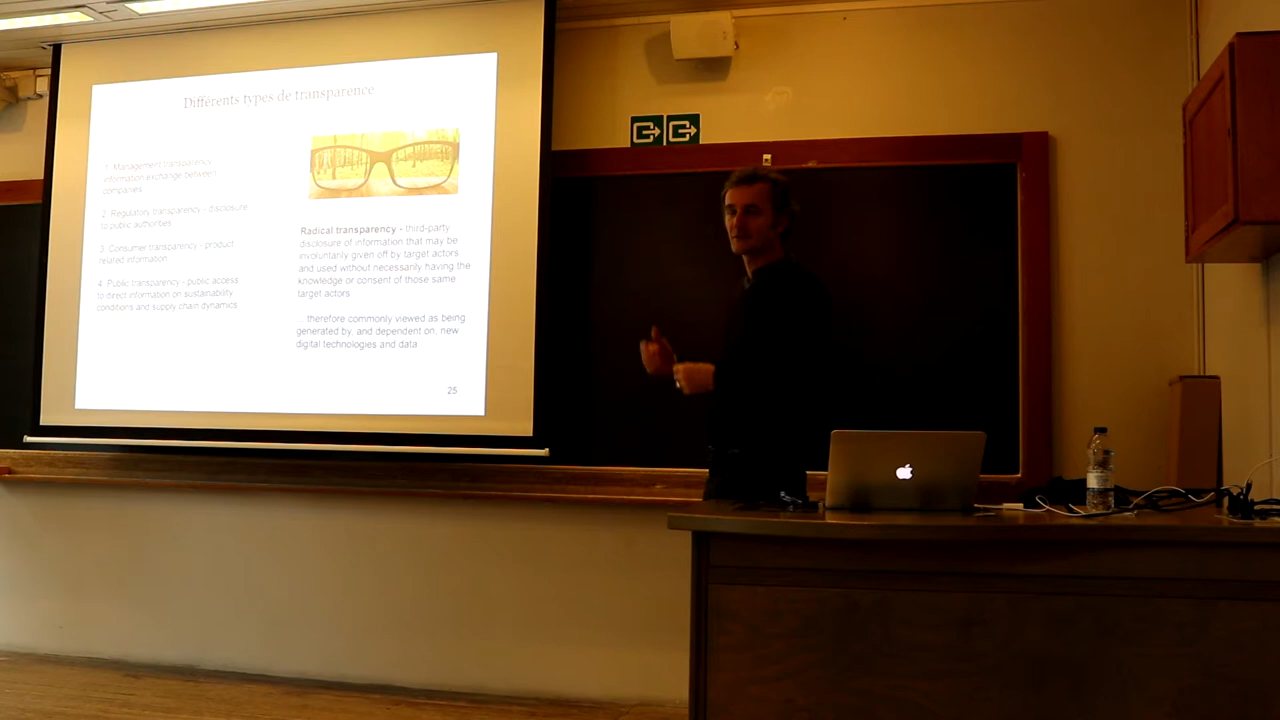 Différents types de transparence
1. Management transparency -
information exchange between
companies
2. Regulatory transparency - disclosure
to public authorities
3. Consumer transparency - product
related information
4. Public transparency - public access
to direct information on sustainability
conditions and supply chain dynamics
Radical transparency - third-party
disclosure of information that may be
involuntarily given off by target actors
and used without necessarily having the
knowledge or consent of those same
target actors
... therefore commonly viewed as being
generated by, and dependent on, new
digital technologies and data
25